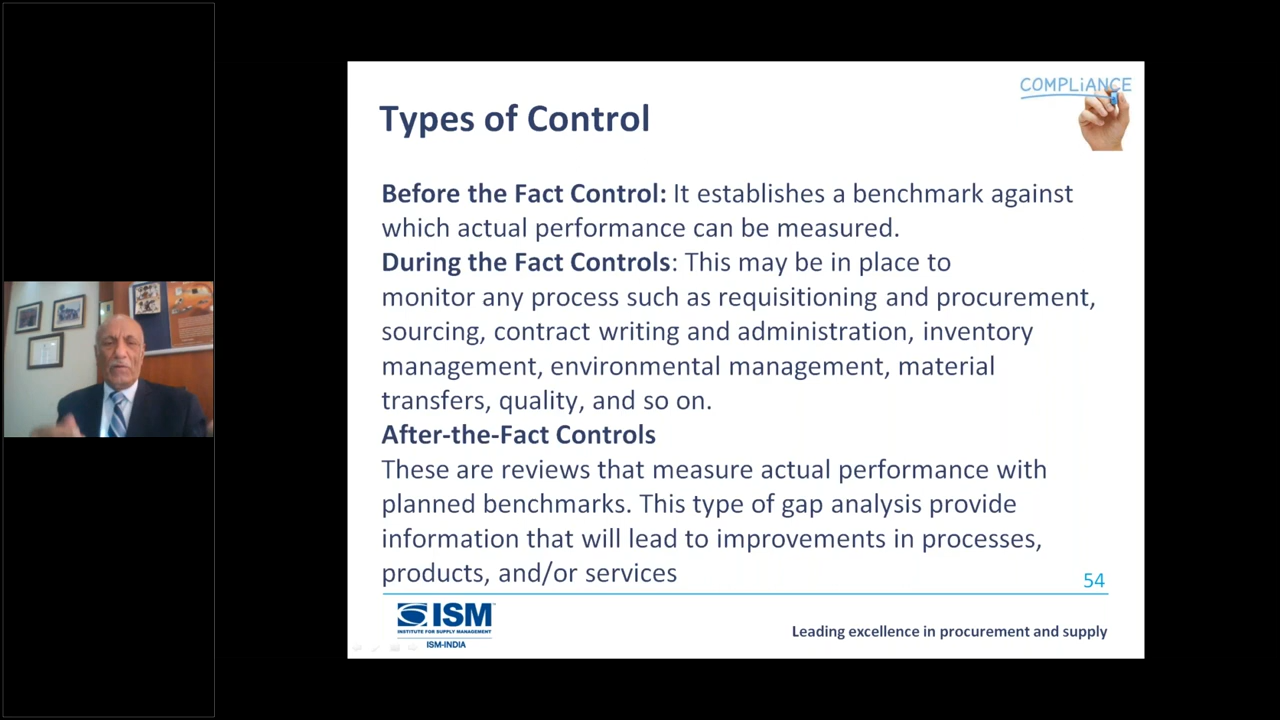 COMPLiANCE
Types of Control
Before the Fact Control: It establishes a benchmark against
which actual performance can be measured.
During the Fact Controls: This may be in place to
monitor any process such as requisitioning and procurement,
sourcing, contract writing and administration, inventory
management, environmental management, material
transfers, quality, and so on.
After-the-Fact Controls
These are reviews that measure actual performance with
planned benchmarks. This type of gap analysis provide
information that will lead to improvements in processes,
products, and/or services
54
ISM
INSTITUTE FOR SUPPLY MANAGEMENT
ISM-INDIA
Leading excellence in procurement and supply